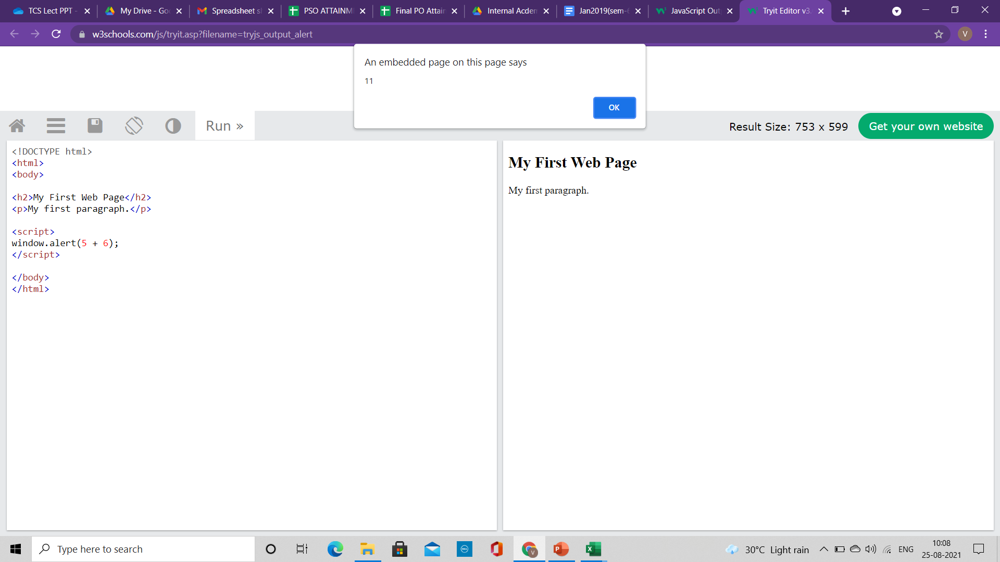 TCS Lect PPT -
My Drive - Goo
Spreadsheet s
PSO ATTAINM
Final PO Attain
Internal Acdem
Jan2019(sem-6
JavaScript Out
Tryit Editor v3.
w3schools.com/js/tryit.asp?filename=tryjs_output_alert
V
An embedded page on this page says
11
OK
Run »
Result Size: 753 x 599
Get your own website
<!DOCTYPE html>
<html>
<body>
<h2>My First Web Page</h2>
<p>My first paragraph.</p>
<script>
window.alert(5 + 6);
</script>
</body>
</html>
My First Web Page
My first paragraph.
Type here to search
30°C Light rain
ENG
10:08
25-08-2021